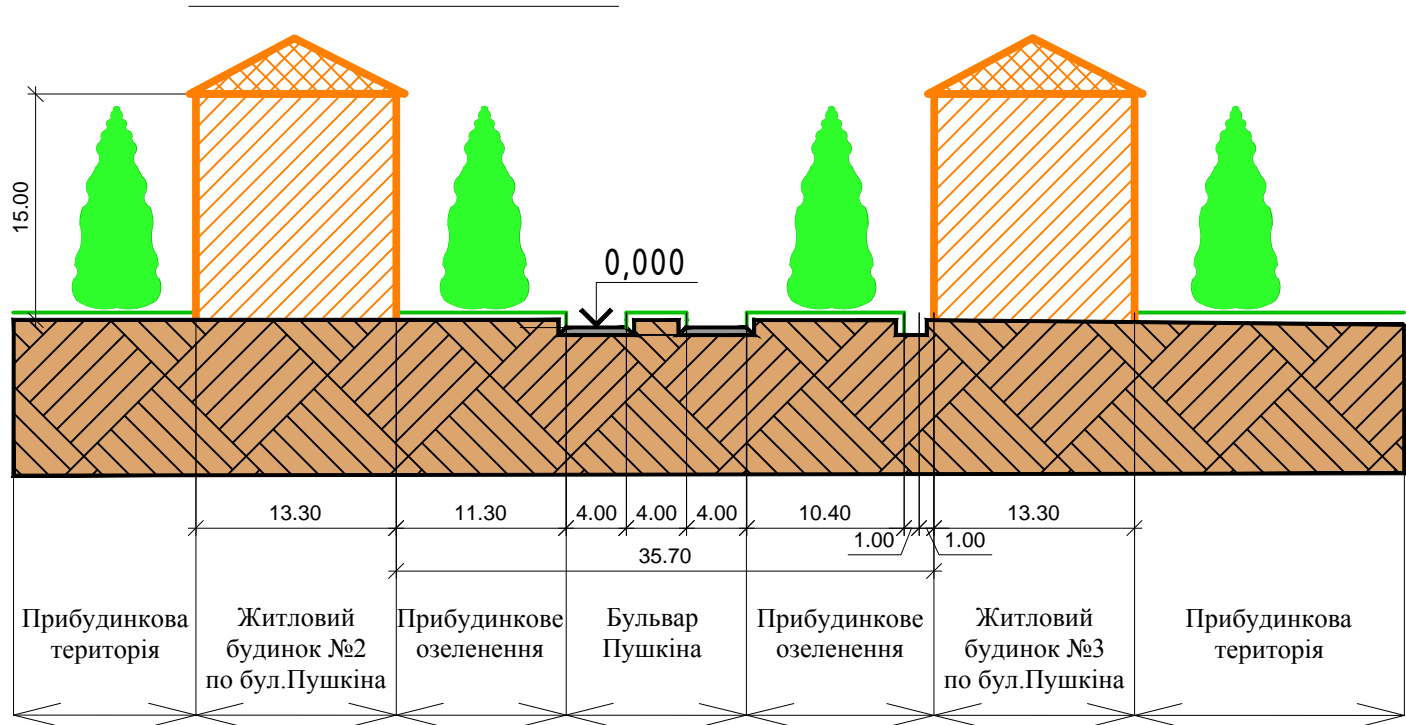 15.00
0,000
13.30
11.30
4.00
4.00
4.00
10.40
1.00
1.00
13.30
35.70
Прибудинкова
територія
Житловий
будинок №2
по бул.Пушкіна
Прибудинкове
озеленення
Бульвар
Пушкіна
Прибудинкове
озеленення
Житловий
будинок №3
по бул.Пушкіна
Прибудинкова
територія